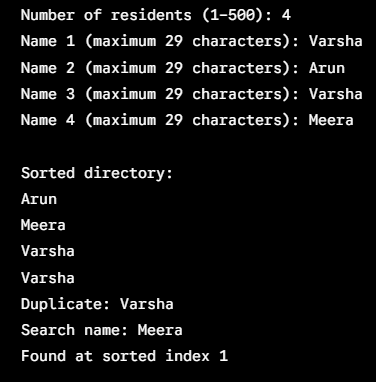 Number of residents (1-500): 4
Name 1 (maximum 29 characters): Varsha
Name 2 (maximum 29 characters): Arun
Name 3 (maximum 29 characters): Varsha
Name 4 (maximum 29 characters): Meera

Sorted directory:
Arun
Meera
Varsha
Varsha
Duplicate: Varsha
Search name: Meera
Found at sorted index 1